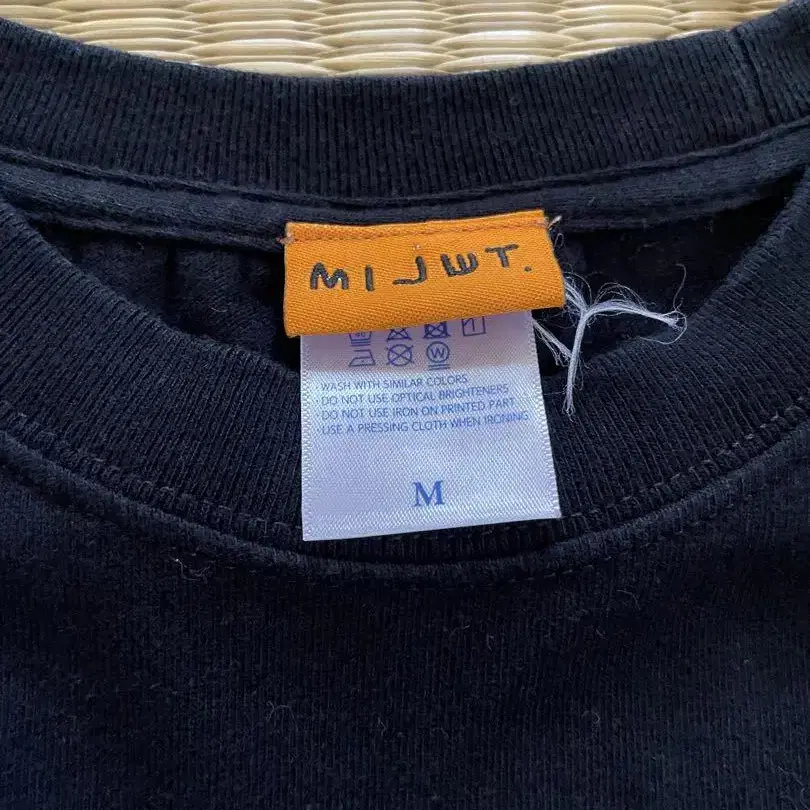 MIJWT.
· WASH WITH SIMILAR COLORS
· DO NOT USE OPTICAL BRIGHTENERS
· DO NOT USE IRON ON PRINTED PART
· USE A PRESSING CLOTH WHEN IRONING
M